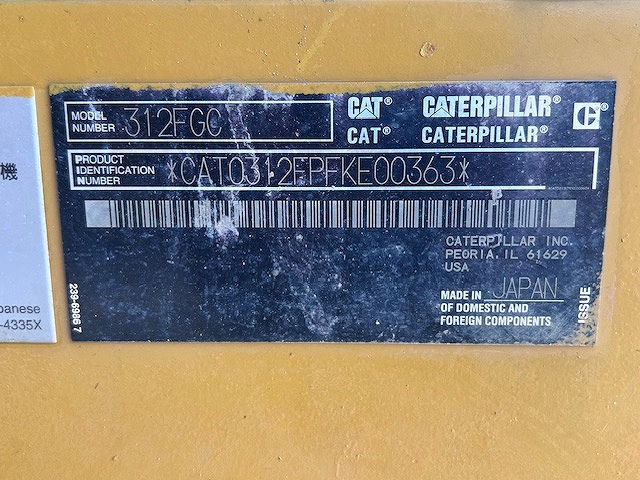 機
panese
-4335X
MODEL NUMBER 312FGC
CAT® CATERPILLAR®
CAT® CATERPILLAR®
PRODUCT IDENTIFICATION NUMBER *CAT0312FPFKE00363*
CATERPILLAR INC.
PEORIA, IL 61629
USA
MADE IN JAPAN
OF DOMESTIC AND
FOREIGN COMPONENTS
239-6986 7
ISSUE